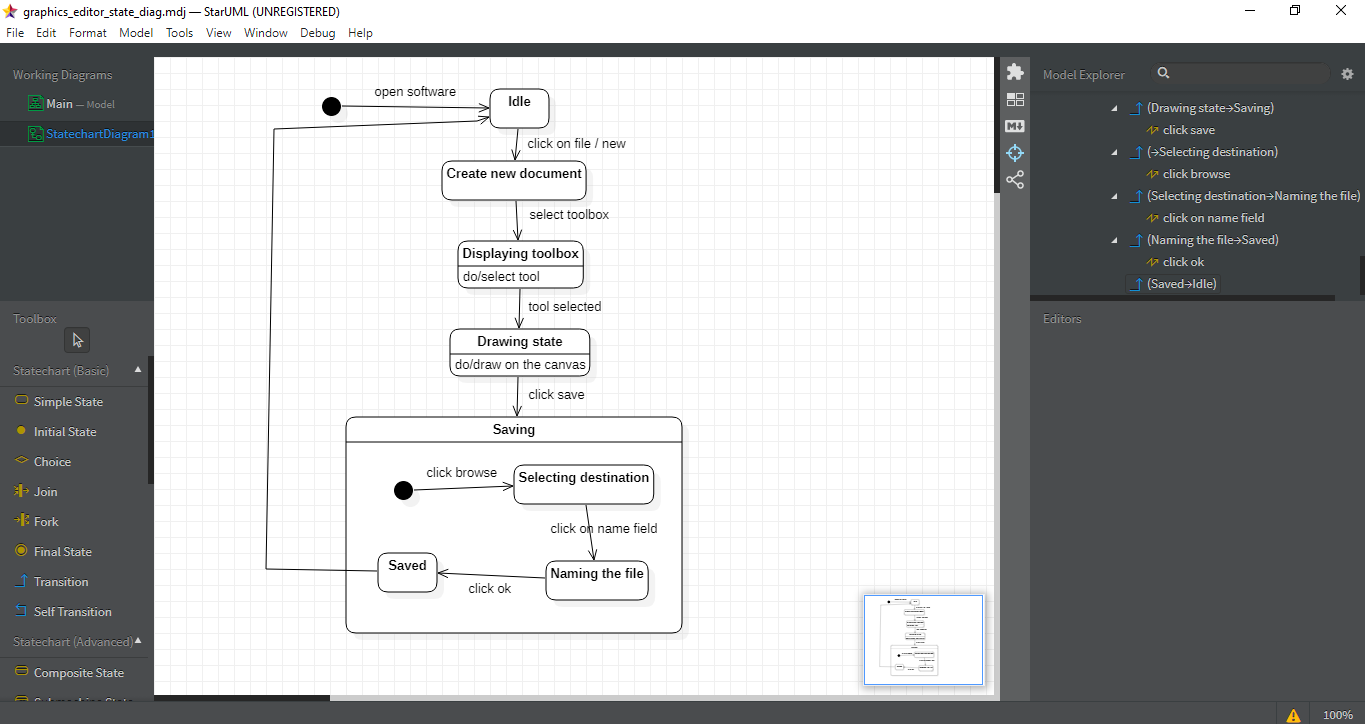 graphics_editor_state_diag.mdj — StarUML (UNREGISTERED)
File Edit Format Model Tools View Window Debug Help
Working Diagrams
Main — Model
StatechartDiagram1
Toolbox
Statechart (Basic)
Simple State
Initial State
Choice
Join
Fork
Final State
Transition
Self Transition
Statechart (Advanced)
Composite State
open software
Idle
click on file / new
Create new document
select toolbox
Displaying toolbox
do/select tool
tool selected
Drawing state
do/draw on the canvas
click save
Saving
click browse
Selecting destination
click on name field
Saved
Naming the file
click ok
M↓
Model Explorer
(Drawing state→Saving)
click save
(→Selecting destination)
click browse
(Selecting destination→Naming the file)
click on name field
(Naming the file→Saved)
click ok
(Saved→Idle)
Editors
100%